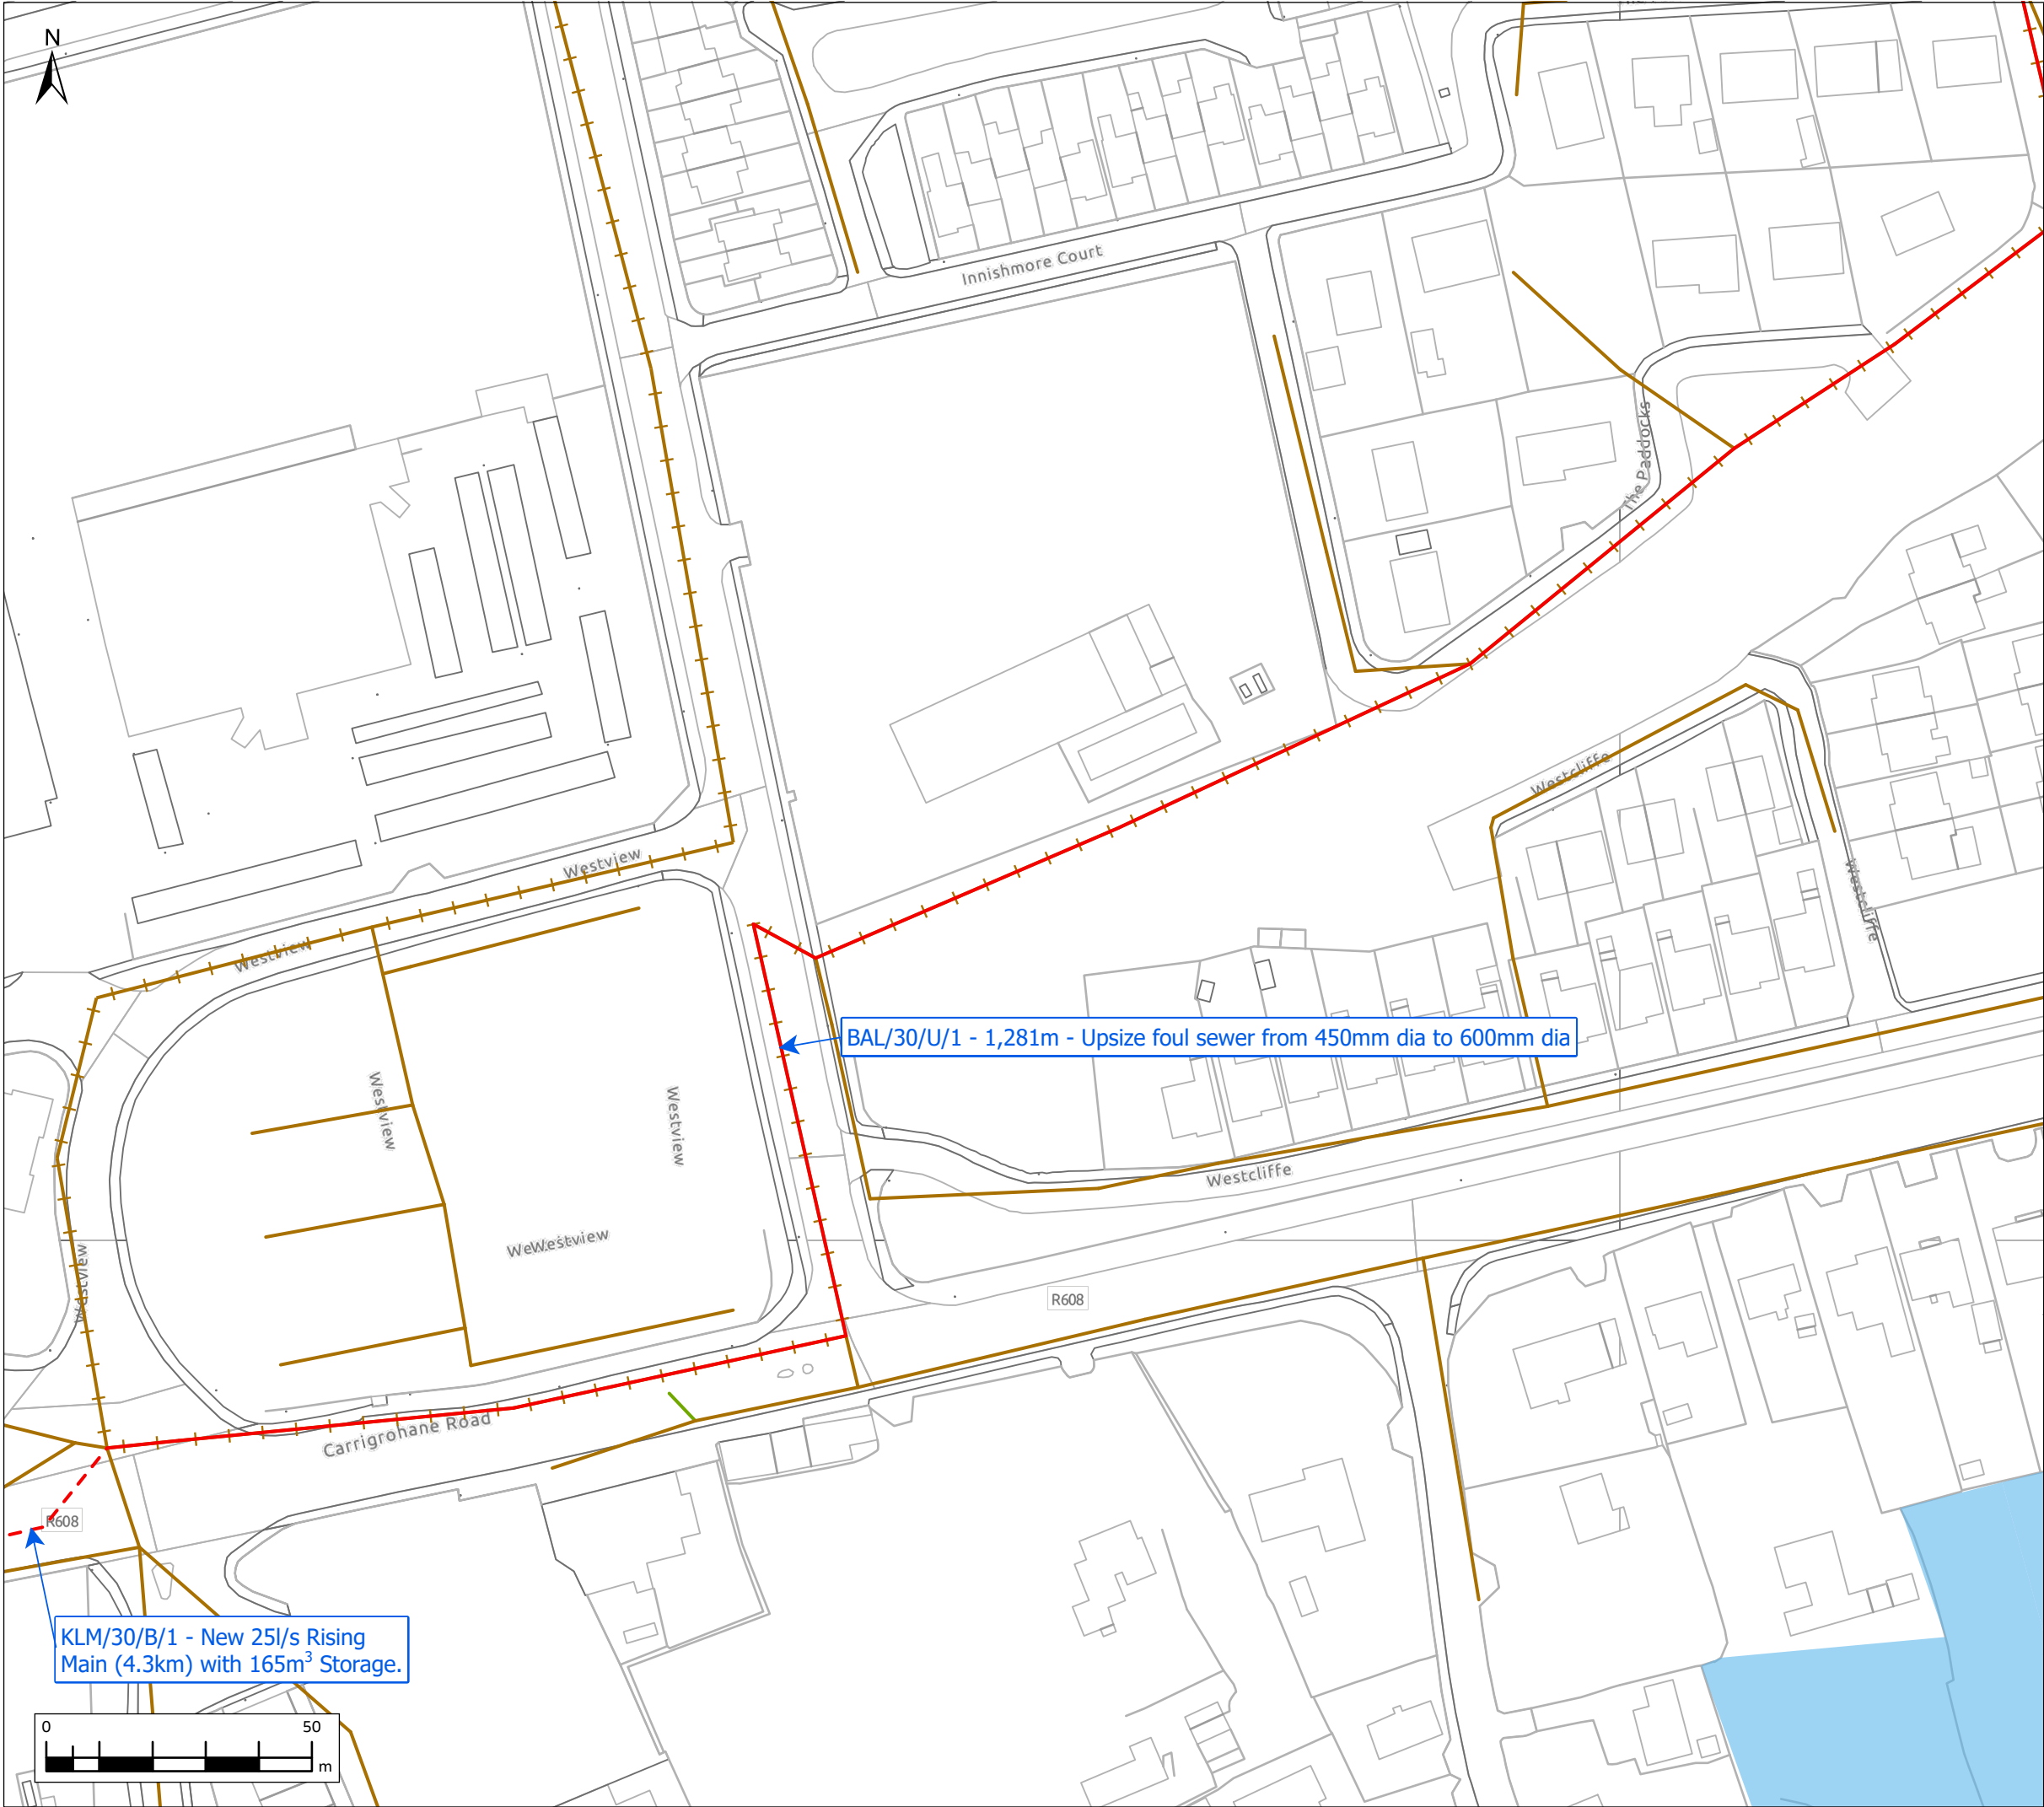 N
Innishmore Court
The Paddocks
Westcliffe
Westview
Westview
Westcliffe
BAL/30/U/1 - 1,281m - Upsize foul sewer from 450mm dia to 600mm dia
Westview
Westview
Westcliffe
Westview
Westview
R608
Carrigrohane Road
R608
KLM/30/B/1 - New 25l/s Rising
Main (4.3km) with 165m³ Storage.
0 50
m